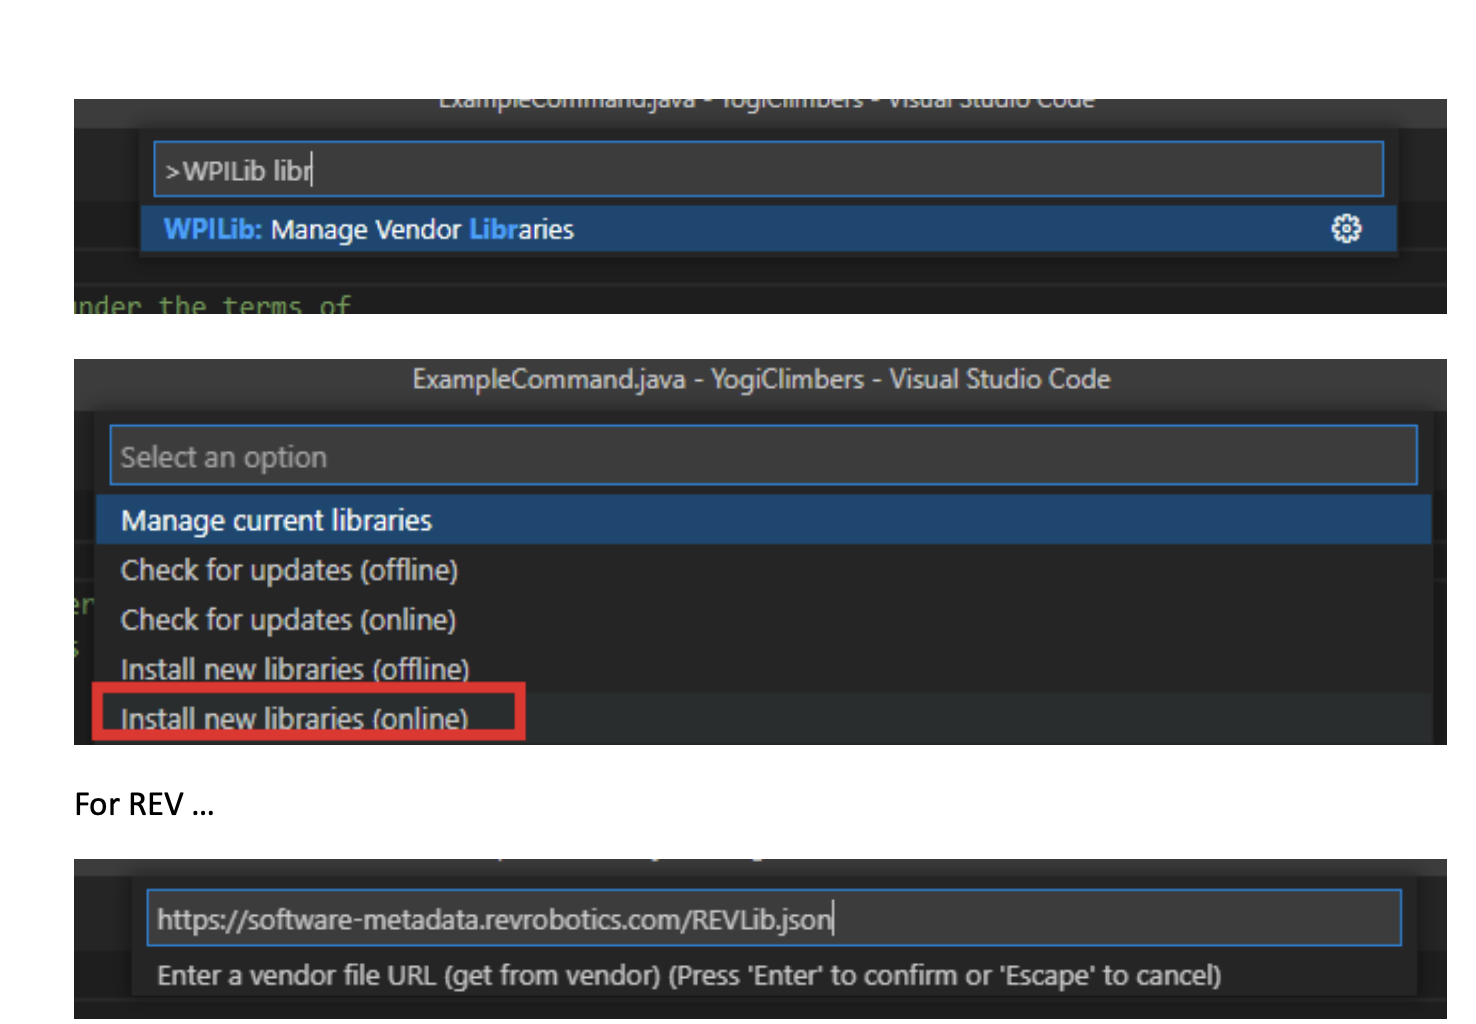 ExampleCommand.java - YogiClimbers - Visual Studio Code
>WPILib libr
WPILib: Manage Vendor Libraries
under the terms of
ExampleCommand.java - YogiClimbers - Visual Studio Code
Select an option
Manage current libraries
Check for updates (offline)
Check for updates (online)
Install new libraries (offline)
Install new libraries (online)
For REV ...
https://software-metadata.revrobotics.com/REVLib.json
Enter a vendor file URL (get from vendor) (Press 'Enter' to confirm or 'Escape' to cancel)